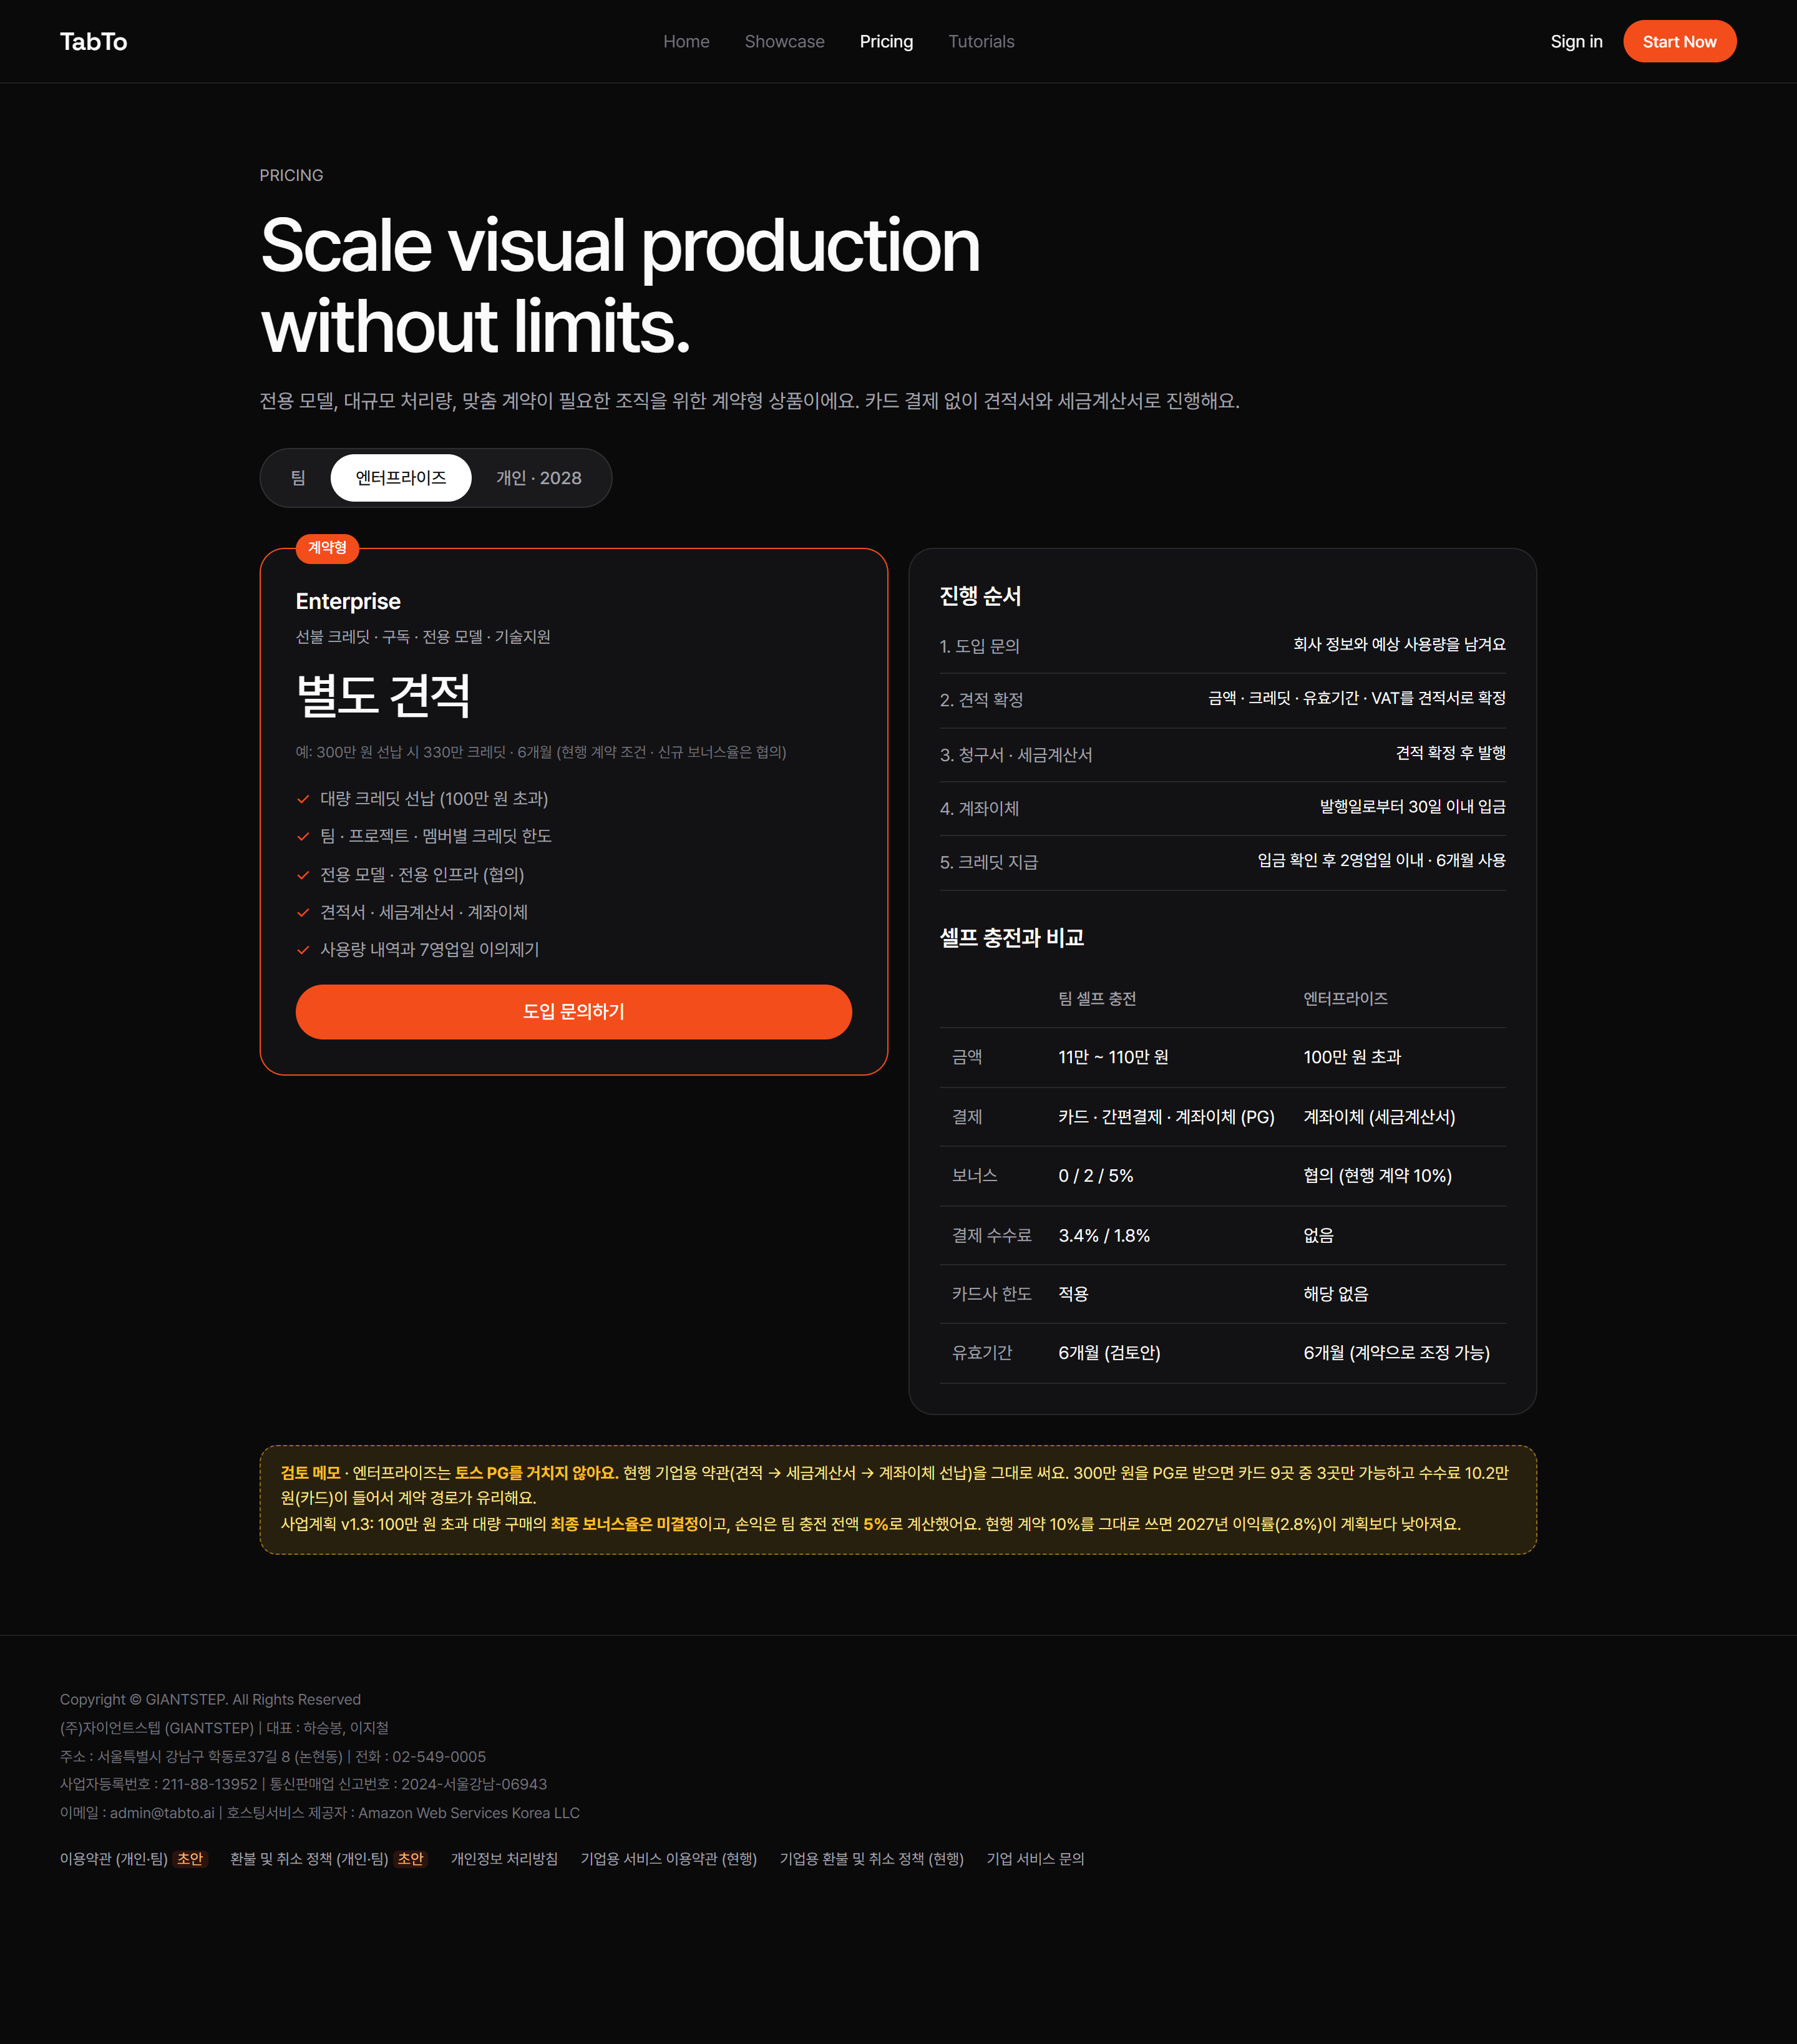 TabTo
Home Showcase Pricing Tutorials
Sign in Start Now
PRICING
Scale visual production
without limits.
전용 모델, 대규모 처리량, 맞춤 계약이 필요한 조직을 위한 계약형 상품이에요. 카드 결제 없이 견적서와 세금계산서로 진행해요.
팀 엔터프라이즈 개인 · 2028
계약형
Enterprise
선불 크레딧 · 구독 · 전용 모델 · 기술지원
별도 견적
예: 300만 원 선납 시 330만 크레딧 · 6개월 (현행 계약 조건 · 신규 보너스율은 협의)
대량 크레딧 선납 (100만 원 초과)
팀 · 프로젝트 · 멤버별 크레딧 한도
전용 모델 · 전용 인프라 (협의)
견적서 · 세금계산서 · 계좌이체
사용량 내역과 7영업일 이의제기
도입 문의하기
진행 순서
1. 도입 문의 회사 정보와 예상 사용량을 남겨요
2. 견적 확정 금액 · 크레딧 · 유효기간 · VAT를 견적서로 확정
3. 청구서 · 세금계산서 견적 확정 후 발행
4. 계좌이체 발행일로부터 30일 이내 입금
5. 크레딧 지급 입금 확인 후 2영업일 이내 · 6개월 사용
셀프 충전과 비교
팀 셀프 충전 엔터프라이즈
금액 11만 ~ 110만 원 100만 원 초과
결제 카드 · 간편결제 · 계좌이체 (PG) 계좌이체 (세금계산서)
보너스 0 / 2 / 5% 협의 (현행 계약 10%)
결제 수수료 3.4% / 1.8% 없음
카드사 한도 적용 해당 없음
유효기간 6개월 (검토안) 6개월 (계약으로 조정 가능)
검토 메모 · 엔터프라이즈는 토스 PG를 거치지 않아요. 현행 기업용 약관(견적 → 세금계산서 → 계좌이체 선납)을 그대로 써요. 300만 원을 PG로 받으면 카드 9곳 중 3곳만 가능하고 수수료 10.2만
원(카드)이 들어서 계약 경로가 유리해요.
사업계획 v1.3: 100만 원 초과 대량 구매의 최종 보너스율은 미결정이고, 손익은 팀 충전 전액 5%로 계산했어요. 현행 계약 10%를 그대로 쓰면 2027년 이익률(2.8%)이 계획보다 낮아져요.
Copyright © GIANTSTEP. All Rights Reserved
(주)자이언트스텝 (GIANTSTEP) | 대표 : 하승봉, 이지철
주소 : 서울특별시 강남구 학동로37길 8 (논현동) | 전화 : 02-549-0005
사업자등록번호 : 211-88-13952 | 통신판매업 신고번호 : 2024-서울강남-06943
이메일 : admin@tabto.ai | 호스팅서비스 제공자 : Amazon Web Services Korea LLC
이용약관 (개인·팀) 초안 환불 및 취소 정책 (개인·팀) 초안 개인정보 처리방침 기업용 서비스 이용약관 (현행) 기업용 환불 및 취소 정책 (현행) 기업 서비스 문의